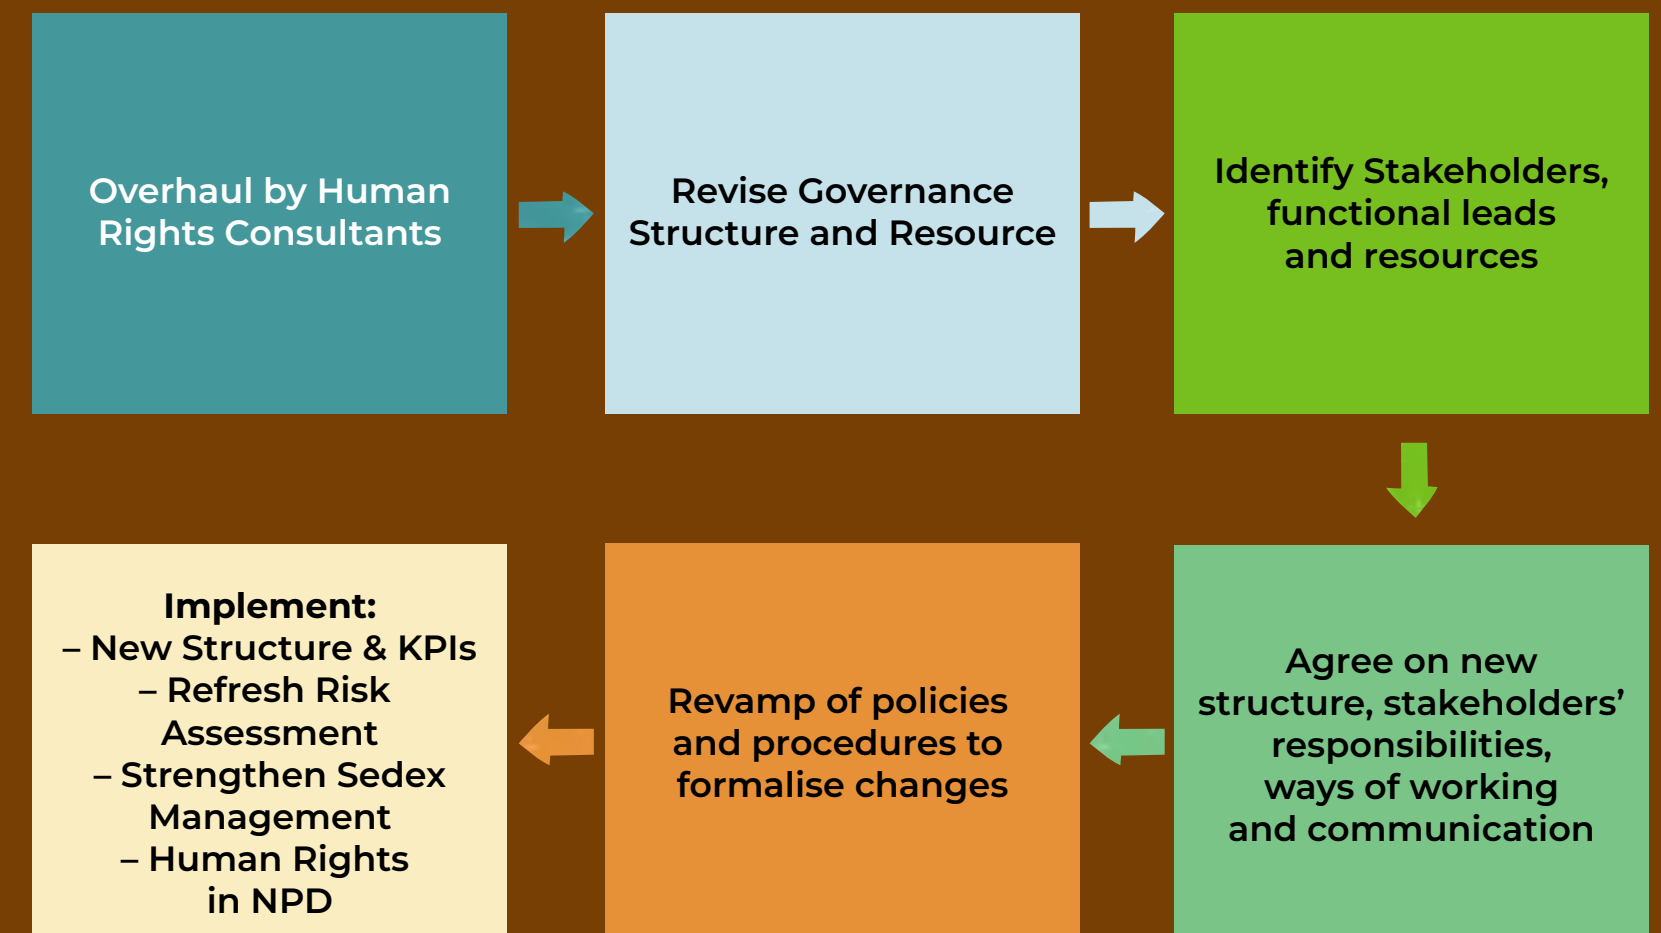 Overhaul by Human
Rights Consultants
Revise Governance
Structure and Resource
Identify Stakeholders,
functional leads
and resources
Agree on new
structure, stakeholders’
responsibilities,
ways of working
and communication
Revamp of policies
and procedures to
formalise changes
Implement:
– New Structure & KPIs
– Refresh Risk
Assessment
– Strengthen Sedex
Management
– Human Rights
in NPD